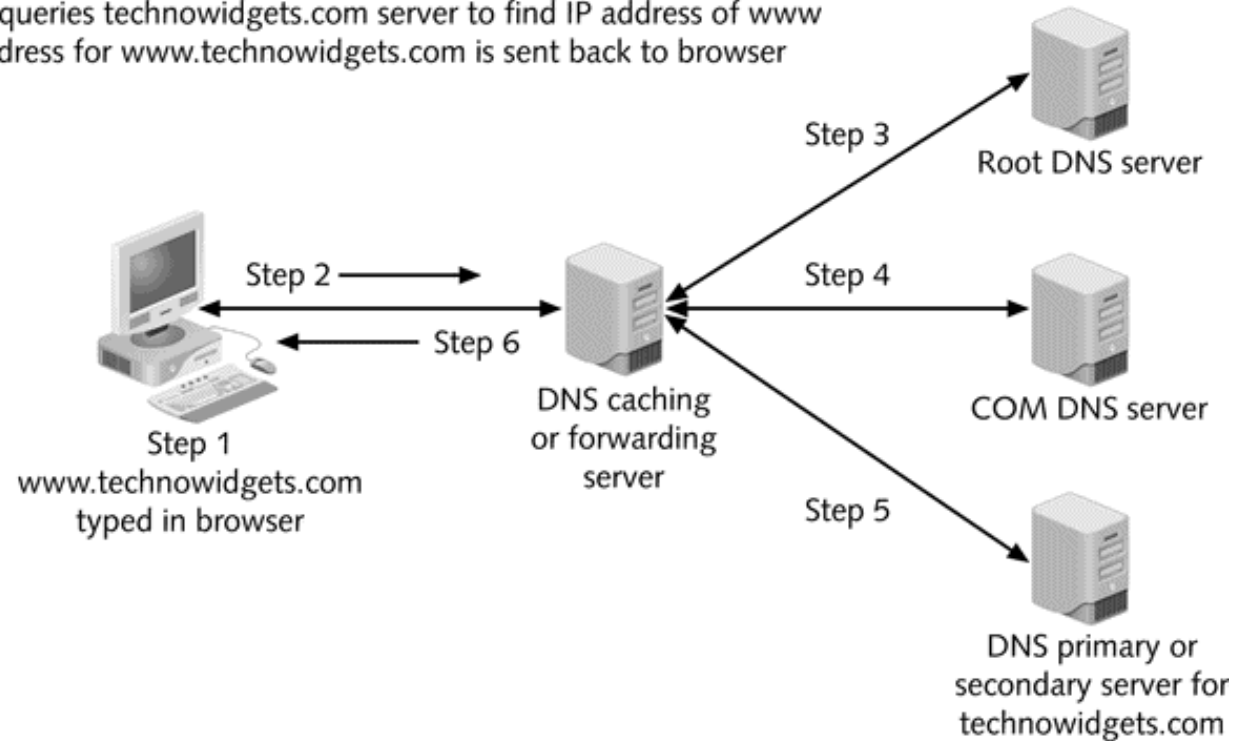 queries technowidgets.com server to find IP address of www
dress for www.technowidgets.com is sent back to browser
Step 3
Root DNS server
Step 2
Step 4
Step 6
DNS caching
or forwarding
server
COM DNS server
Step 1
www.technowidgets.com
typed in browser
Step 5
DNS primary or
secondary server for
technowidgets.com